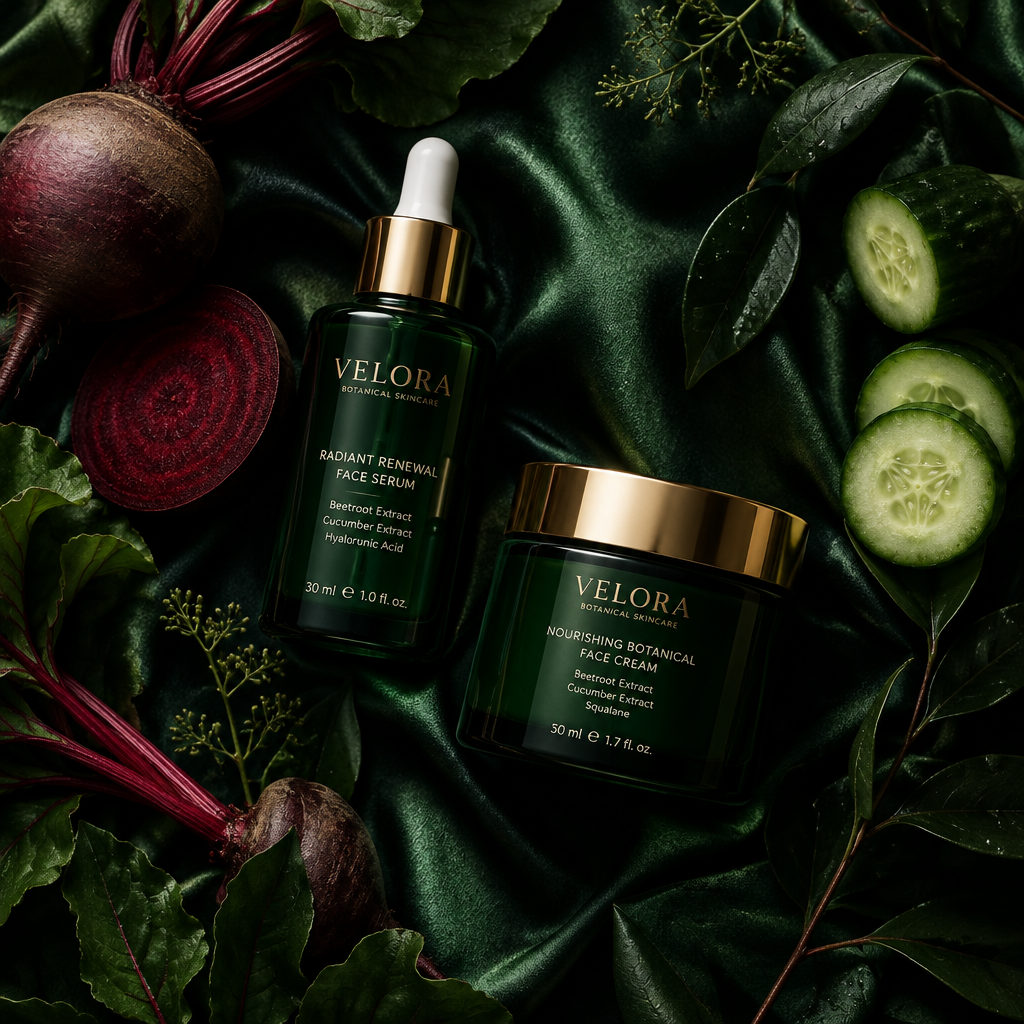 VELORA
BOTANICAL SKINCARE
RADIANT RENEWAL
FACE SERUM
Beetroot Extract
Cucumber Extract
Hyalorunic Acid
30 ml ℮ 1.0 fl. oz.
VELORA
BOTANICAL SKINCARE
NOURISHING BOTANICAL
FACE CREAM
Beetroot Extract
Cucumber Extract
Squalane
50 ml ℮ 1.7 fl. oz.